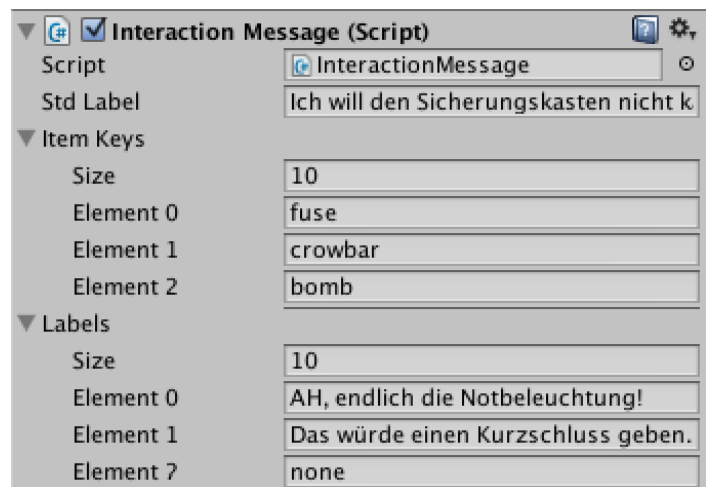 Interaction Message (Script)
Script InteractionMessage
Std Label Ich will den Sicherungskasten nicht k
Item Keys
Size 10
Element 0 fuse
Element 1 crowbar
Element 2 bomb
Labels
Size 10
Element 0 AH, endlich die Notbeleuchtung!
Element 1 Das würde einen Kurzschluss geben.
Element ? none